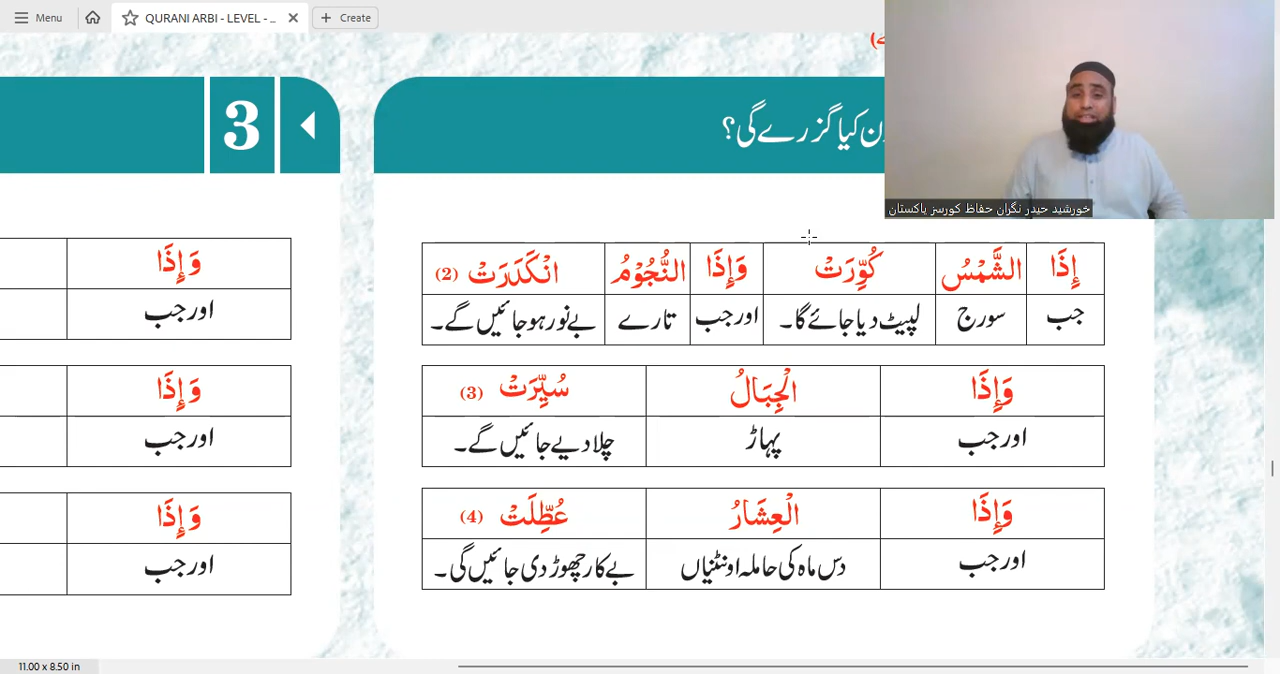 Menu
QURANI ARBI - LEVEL - ...
Create
کیا گزرے گی؟
3
خورشید حیدر نگران حفاظ کورسز پاکستان
إِذَا الشَّمْسُ كُوِّرَتْ وَإِذَا النُّجُوْمُ انْكَدَرَتْ (2)
جب سورج لپیٹ دیا جائے گا۔ اور جب تارے بے نور ہو جائیں گے۔
وَإِذَا الْجِبَالُ سُيِّرَتْ (3)
اور جب پہاڑ چلا دیے جائیں گے۔
وَإِذَا الْعِشَارُ عُطِّلَتْ (4)
اور جب دس ماہ کی حاملہ اونٹنیاں بے کار چھوڑ دی جائیں گی۔
وَإِذَا
اور جب
وَإِذَا
اور جب
وَإِذَا
اور جب
11.00 x 8.50 in